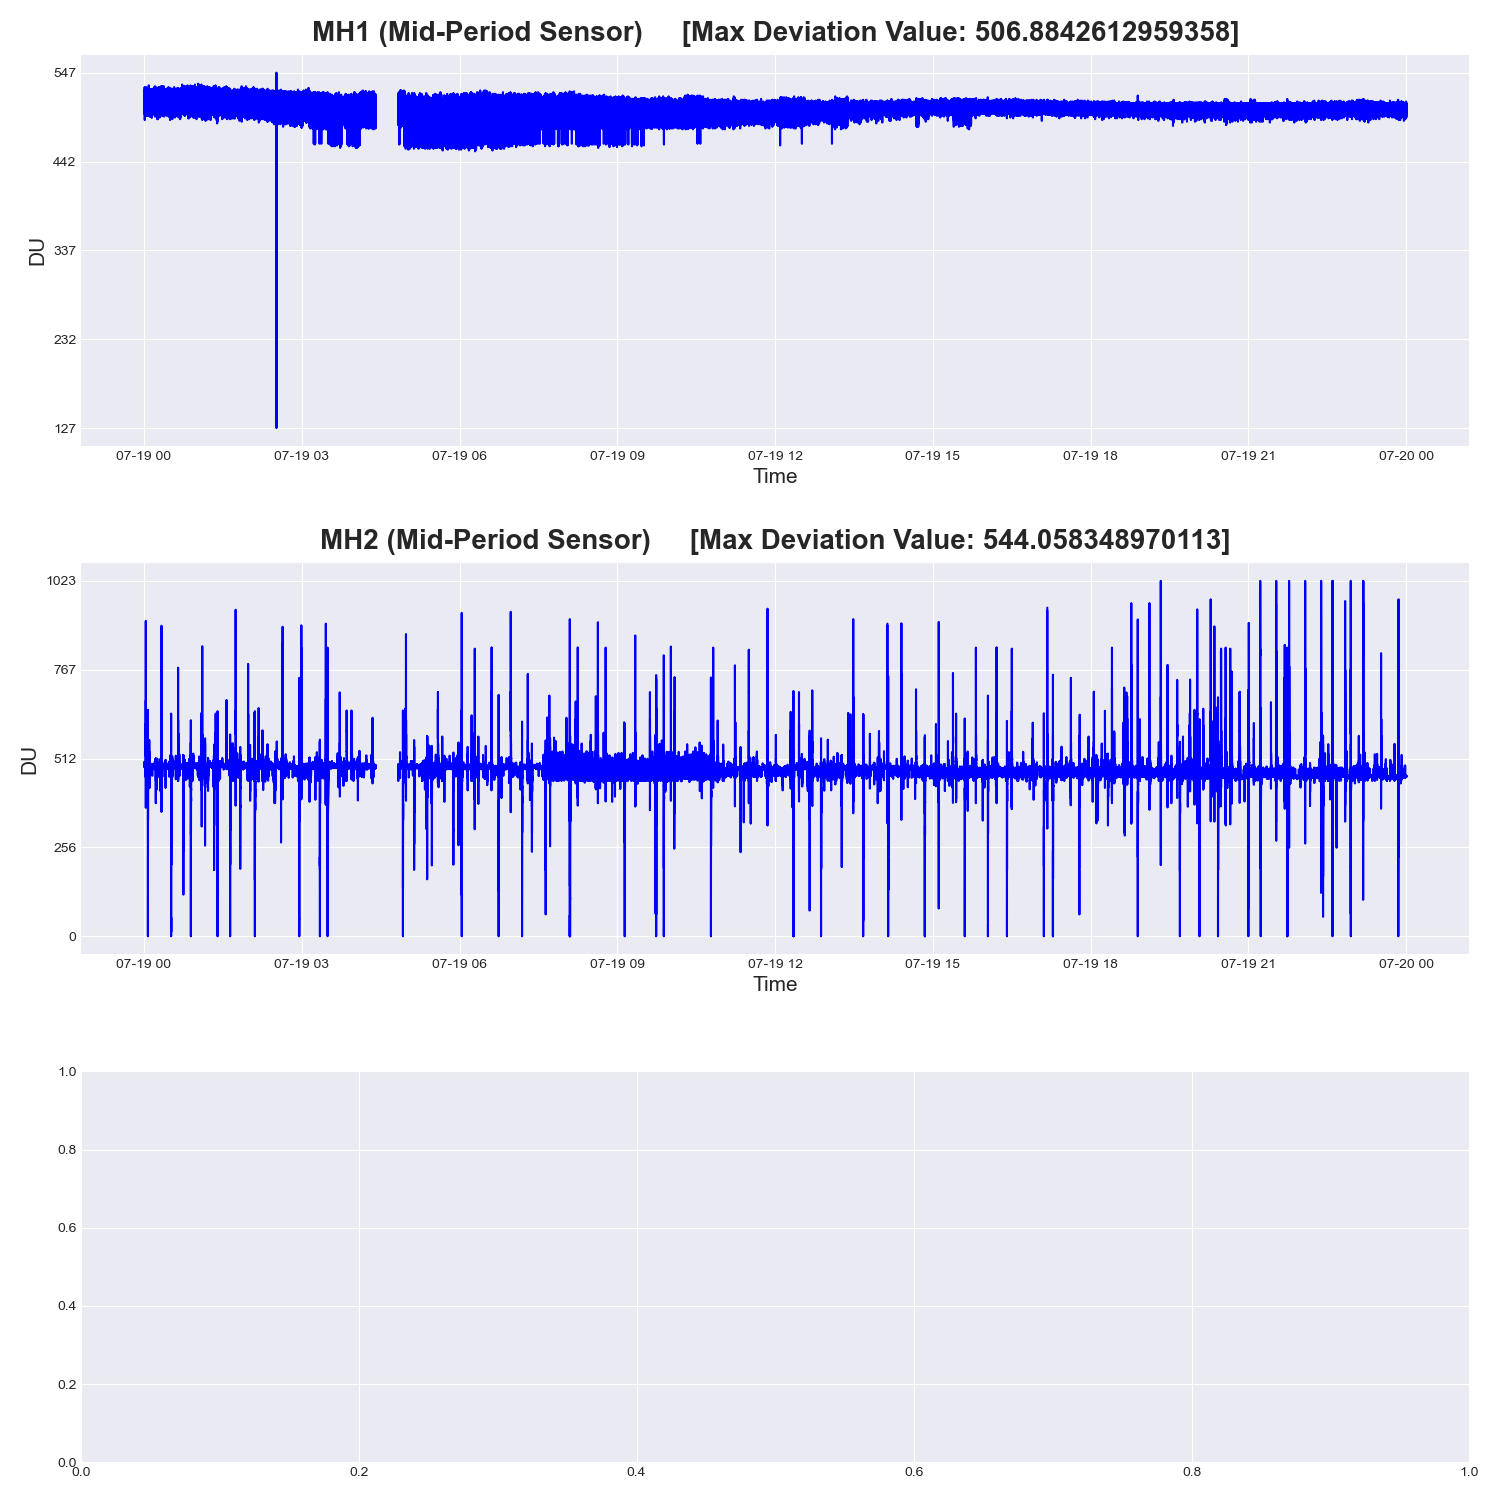 MH1 (Mid-Period Sensor) [Max Deviation Value: 506.8842612959358]
547
442
337
232
127
DU
07-19 00 07-19 03 07-19 06 07-19 09 07-19 12 07-19 15 07-19 18 07-19 21 07-20 00
Time
MH2 (Mid-Period Sensor) [Max Deviation Value: 544.058348970113]
1023
767
512
256
0
DU
07-19 00 07-19 03 07-19 06 07-19 09 07-19 12 07-19 15 07-19 18 07-19 21 07-20 00
Time
1.0
0.8
0.6
0.4
0.2
0.0
0.0 0.2 0.4 0.6 0.8 1.0